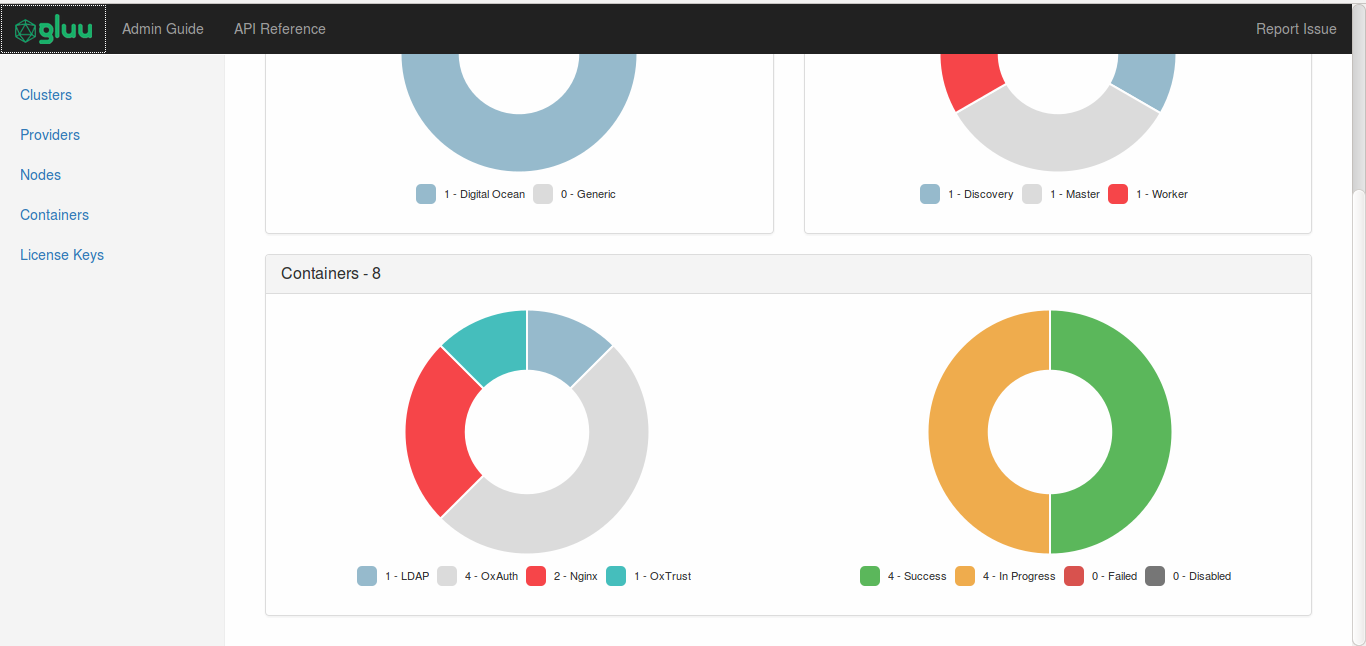 gluu Admin Guide API Reference Report Issue
Clusters
Providers
Nodes
Containers
License Keys
1 - Digital Ocean 0 - Generic
1 - Discovery 1 - Master 1 - Worker
Containers - 8
1 - LDAP 4 - OxAuth 2 - Nginx 1 - OxTrust
4 - Success 4 - In Progress 0 - Failed 0 - Disabled